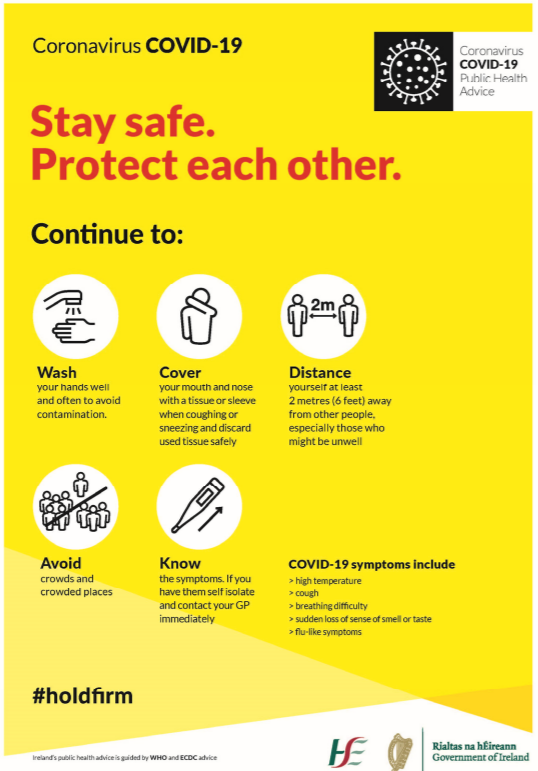 Coronavirus COVID-19
Coronavirus
COVID-19
Public Health
Advice
Stay safe.
Protect each other.
Continue to:
Wash
your hands well
and often to avoid
contamination.
Cover
your mouth and nose
with a tissue or sleeve
when coughing or
sneezing and discard
used tissue safely
2m
Distance
yourself at least
2 metres (6 feet) away
from other people,
especially those who
might be unwell
Avoid
crowds and
crowded places
Know
the symptoms. If you
have them self isolate
and contact your GP
immediately
COVID-19 symptoms include
> high temperature
> cough
> breathing difficulty
> sudden loss of sense of smell or taste
> flu-like symptoms
#holdfirm
Ireland's public health advice is guided by WHO and ECDC advice
HSE
Rialtas na hÉireann
Government of Ireland